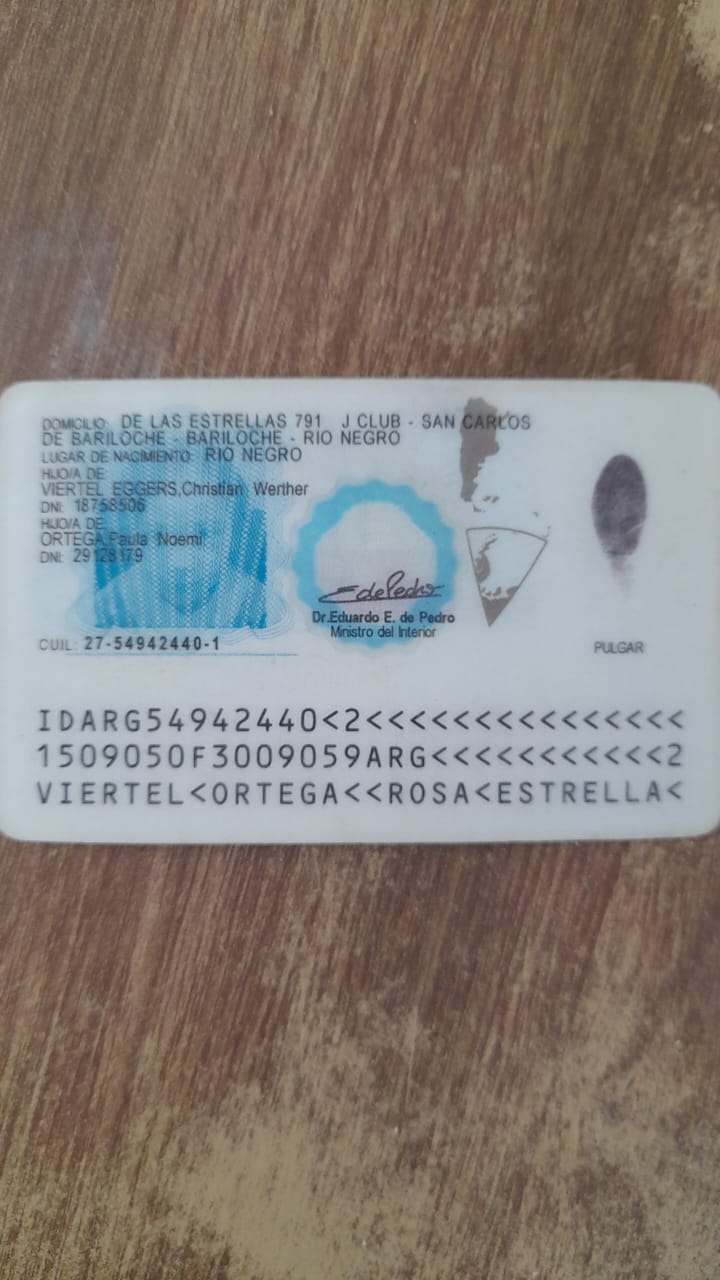 DOMICILIO: DE LAS ESTRELLAS 791 J CLUB - SAN CARLOS
DE BARILOCHE - BARILOCHE - RIO NEGRO
LUGAR DE NACIMIENTO: RIO NEGRO
HIJO/A DE
VIERTEL EGGERS,Christian Werther
DNI: 18758506
HIJO/A DE
ORTEGA,Paula Noemi
DNI: 29128179
EdePedro
Dr.Eduardo E. de Pedro
Ministro del Interior
CUIL: 27-54942440-1
PULGAR
IDARG54942440<2<<<<<<<<<<<<<<<
1509050F3009059ARG<<<<<<<<<<<2
VIERTEL<ORTEGA<<ROSA<ESTRELLA<